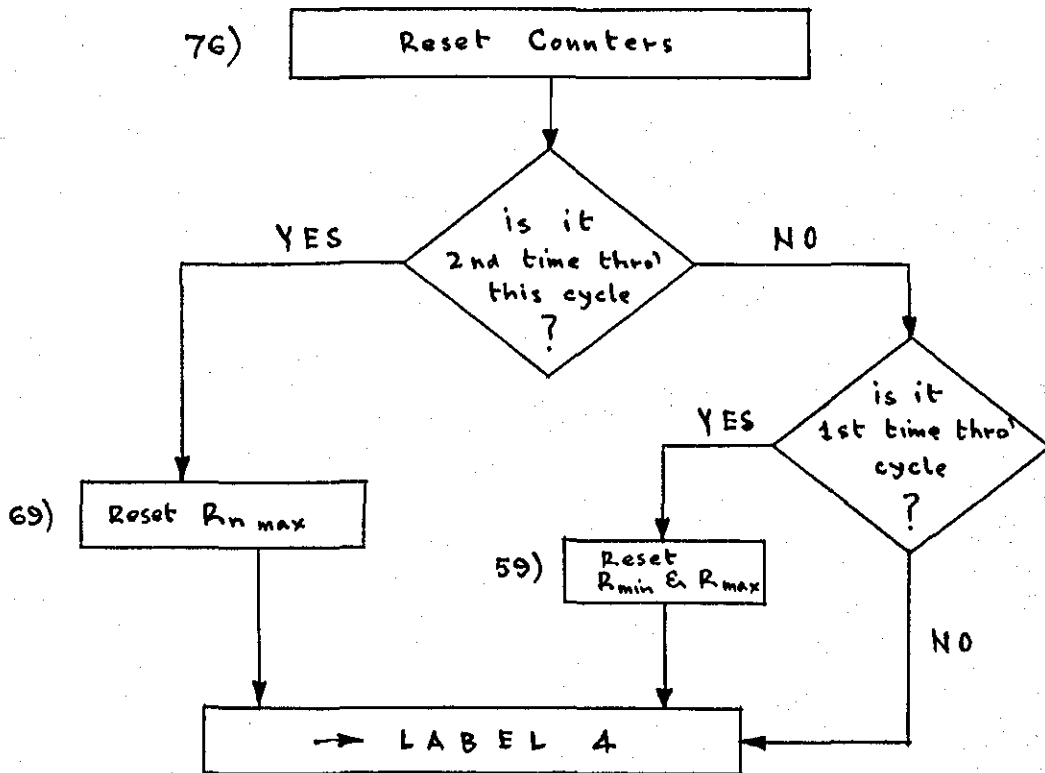 76)
Reset Counters
is it
2nd time thro'
this cycle
?
YES
NO
is it
1st time thro'
cycle
?
YES
NO
69)
Reset Rn max
59)
Reset
Rmin & Rmax
→ LABEL 4